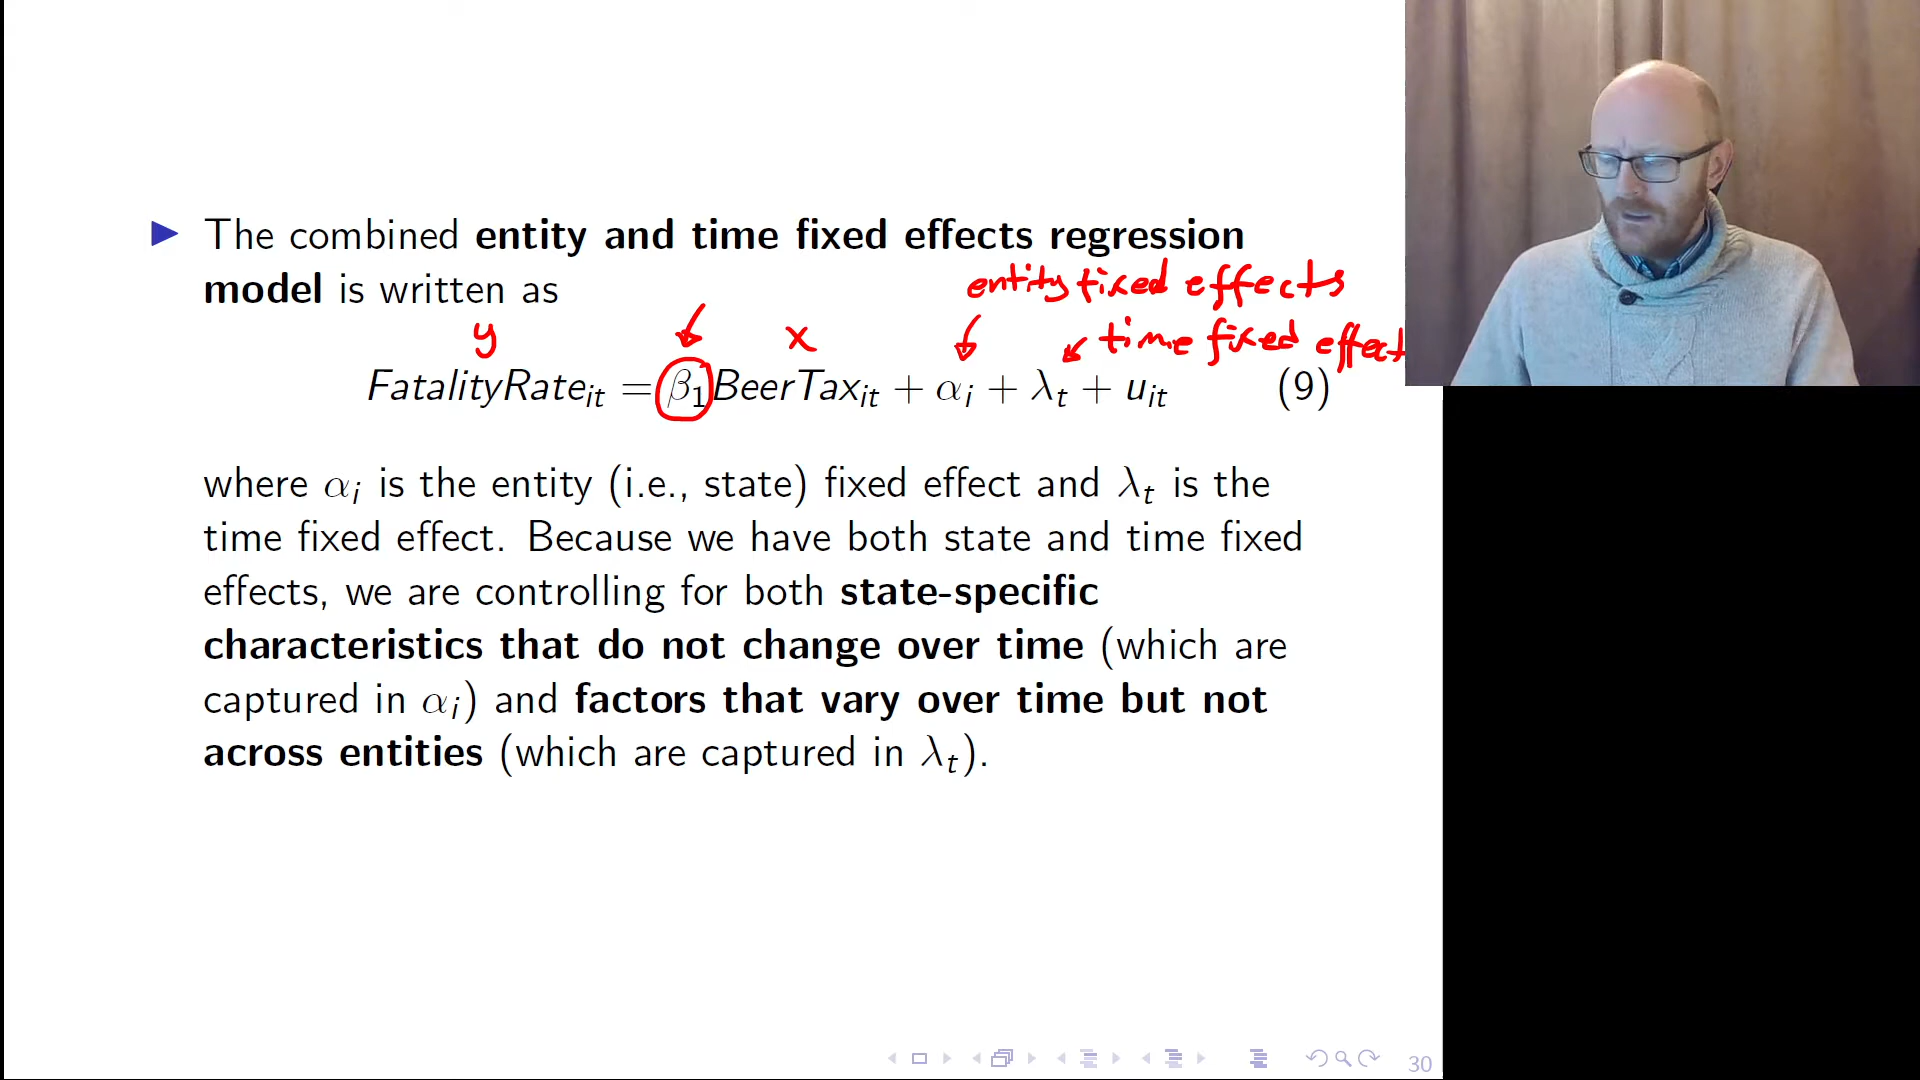 The combined entity and time fixed effects regression
model is written as
entity fixed effects
y
x
time fixed effect
FatalityRate_it = β_1 BeerTax_it + α_i + λ_t + u_it (9)
where α_i is the entity (i.e., state) fixed effect and λ_t is the
time fixed effect. Because we have both state and time fixed
effects, we are controlling for both state-specific
characteristics that do not change over time (which are
captured in α_i) and factors that vary over time but not
across entities (which are captured in λ_t).
30